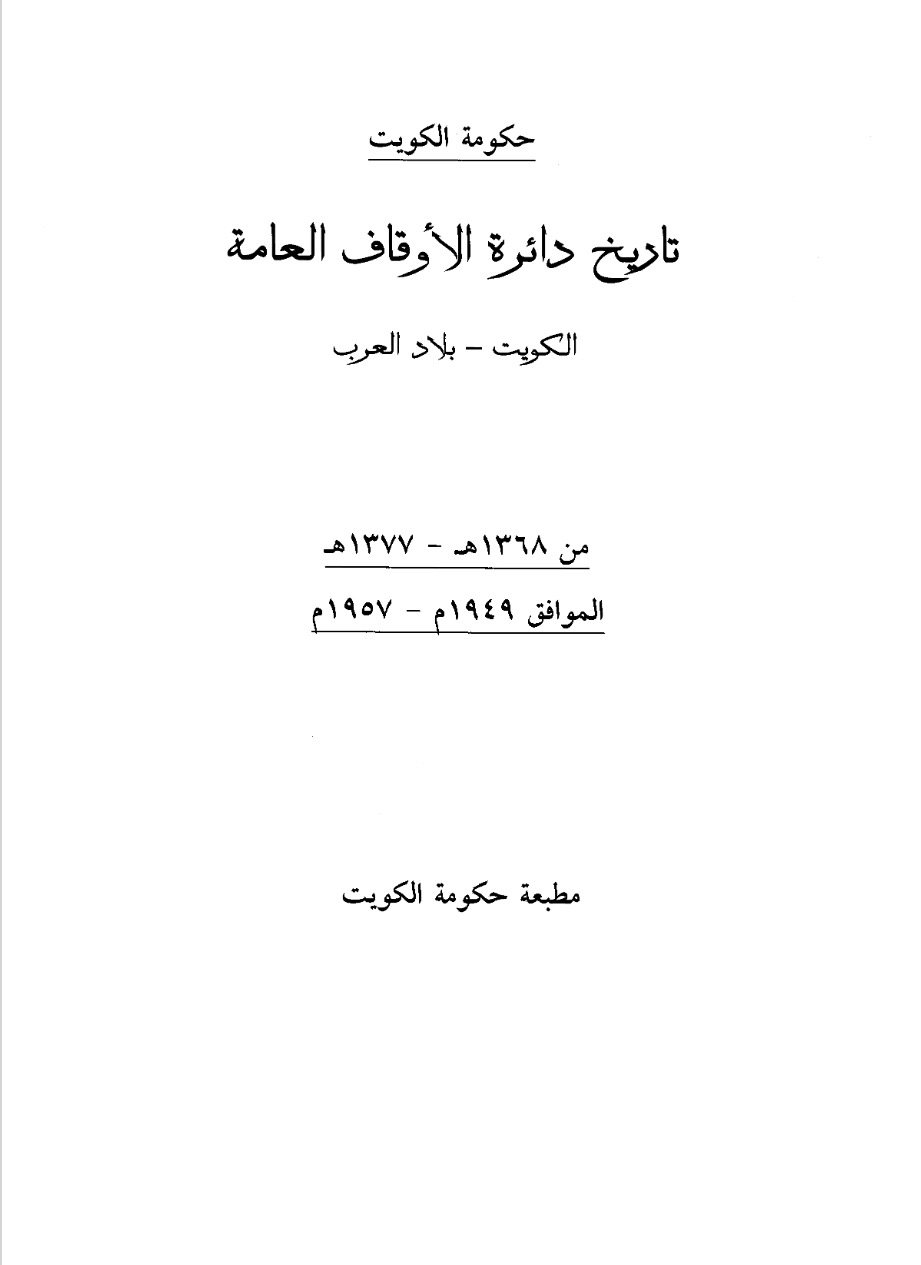 حكومة الكويت
تاريخ دائرة الأوقاف العامة
الكويت – بلاد العرب
من ١٣٦٨هـ – ١٣٧٧هـ
الموافق ١٩٤٩م – ١٩٥٧م
مطبعة حكومة الكويت